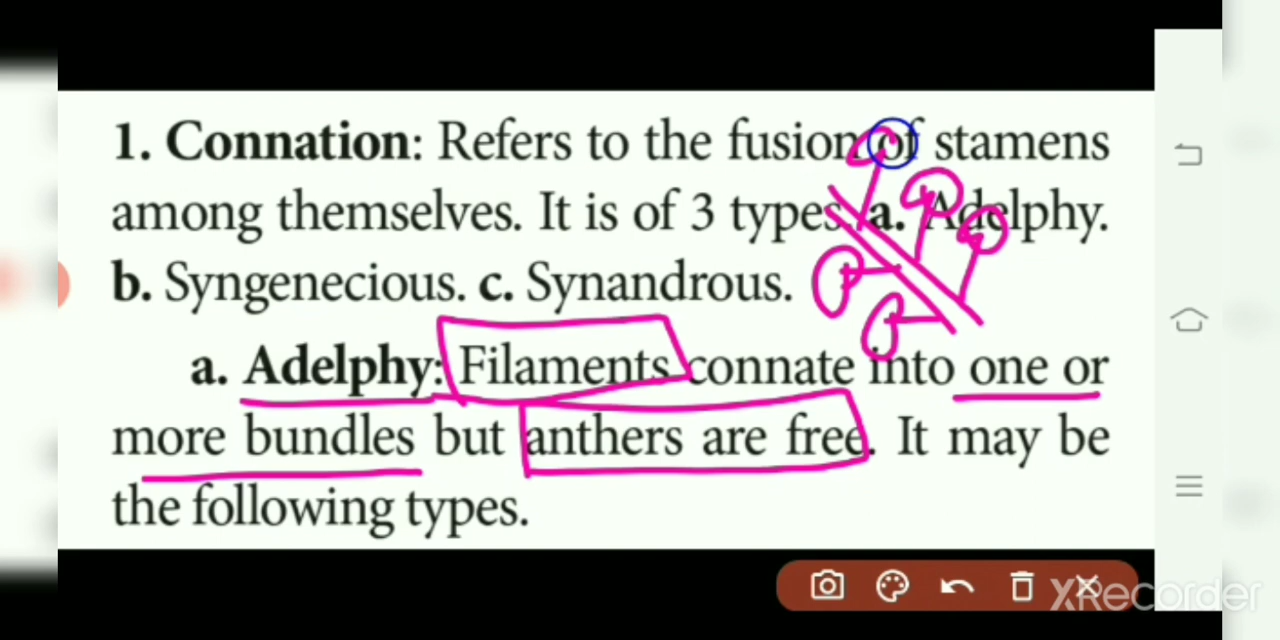 1. Connation: Refers to the fusion of stamens
among themselves. It is of 3 types. a. Adelphy.
b. Syngenecious. c. Synandrous.
a. Adelphy: Filaments connate into one or
more bundles but anthers are free. It may be
the following types.
XRecorder